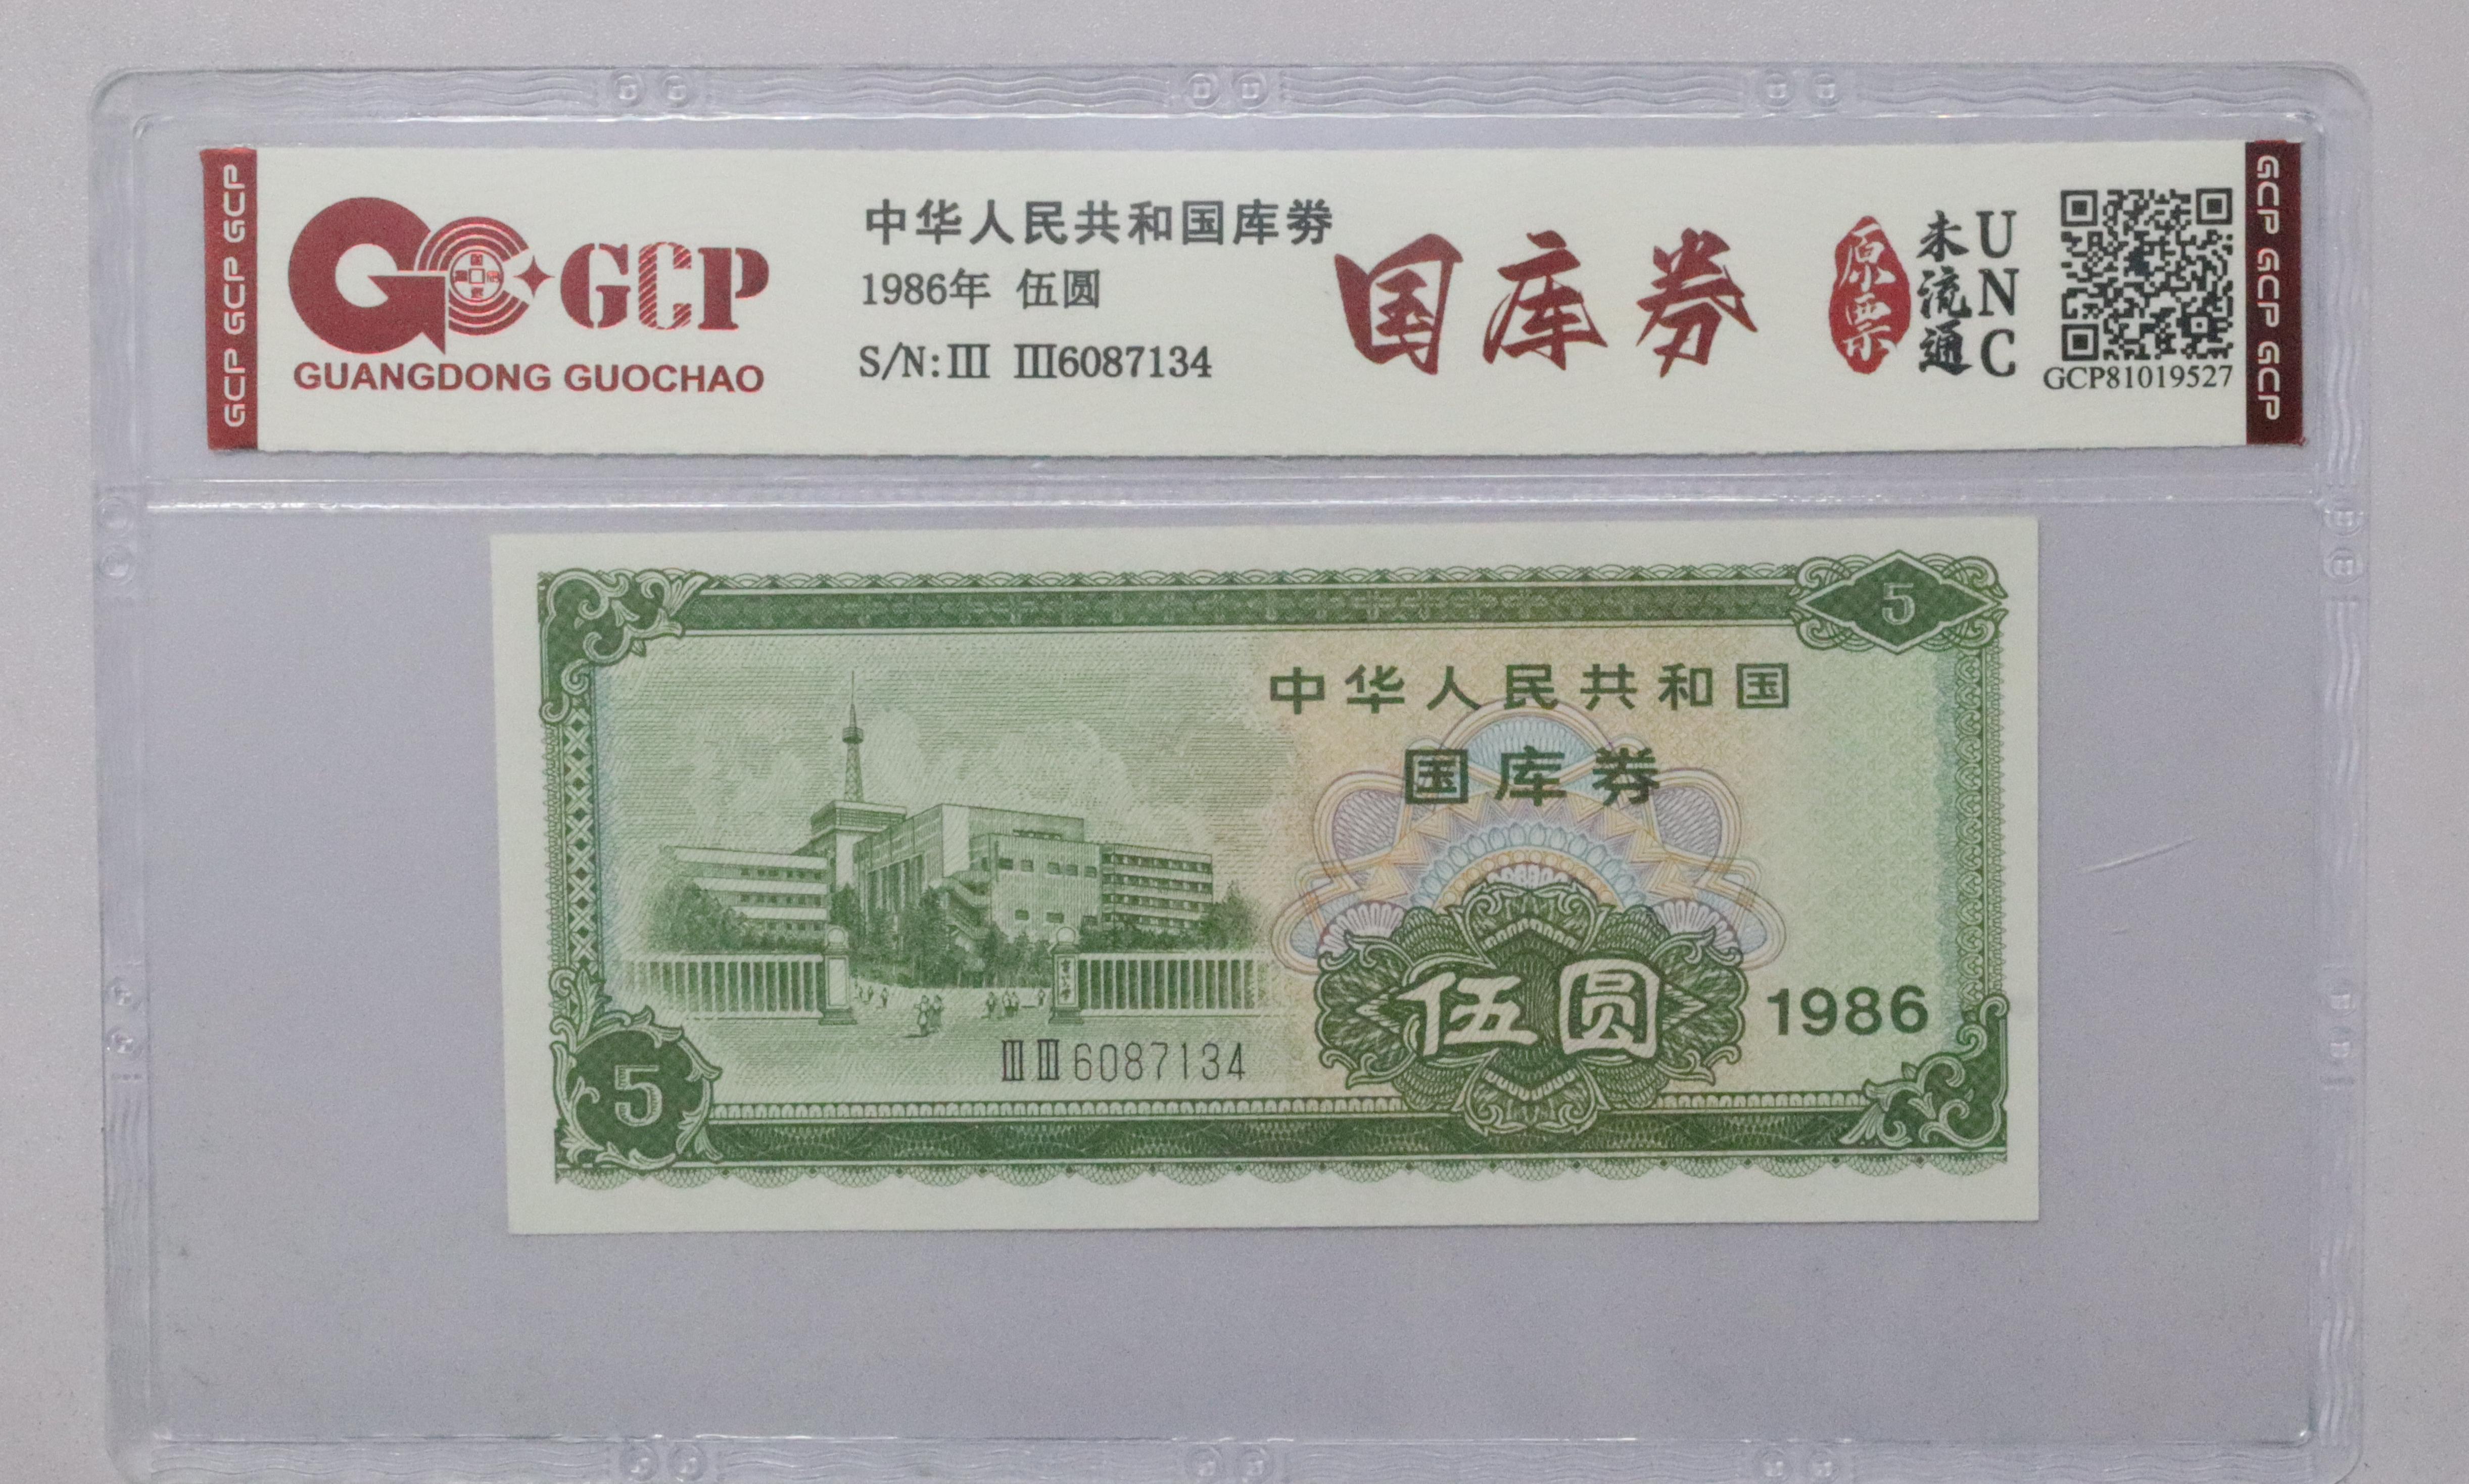 GCP GCP GCP
GCP
GUANGDONG GUOCHAO
中华人民共和国库券
1986年 伍圆
S/N:Ⅲ Ⅲ6087134
国库券
原票
未流通
UNC
GCP81019527
GCP GCP GCP
5
中华人民共和国
国库券
伍圆
1986
ⅢⅢ6087134
5